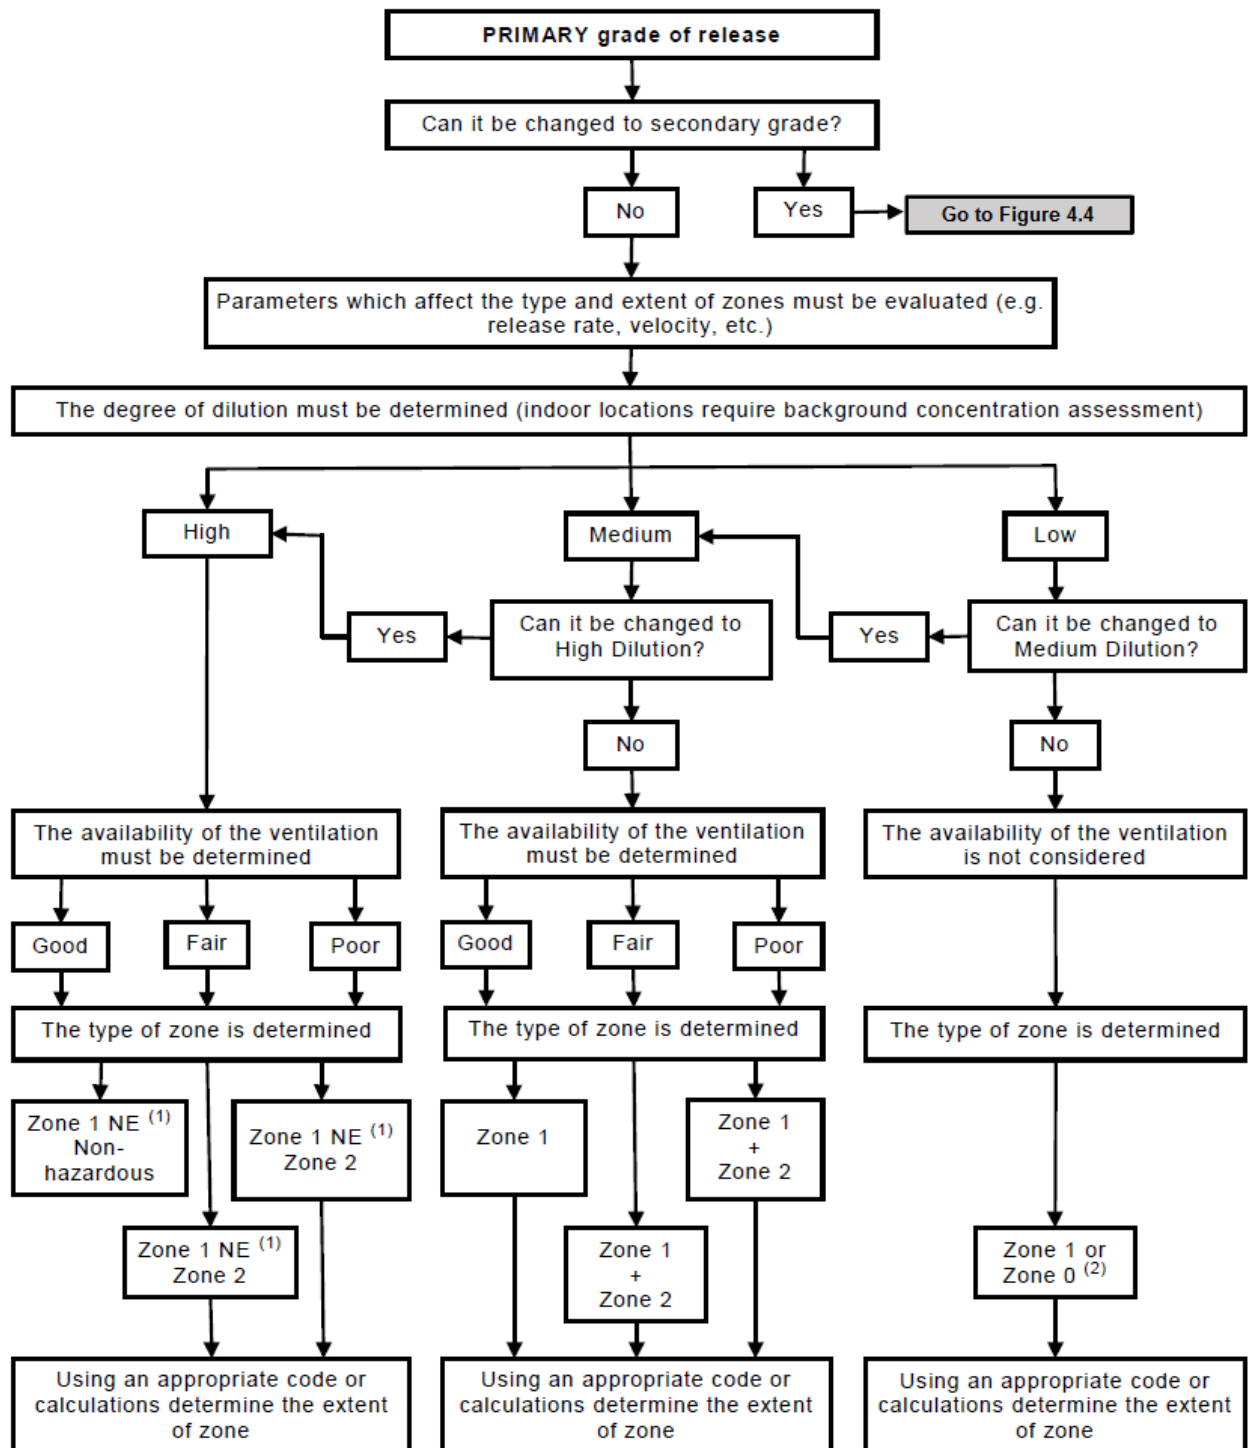 PRIMARY grade of release
Can it be changed to secondary grade?
No
Yes
Go to Figure 4.4
Parameters which affect the type and extent of zones must be evaluated (e.g.
release rate, velocity, etc.)
The degree of dilution must be determined (indoor locations require background concentration assessment)
High
Medium
Low
Yes
Can it be changed to
High Dilution?
Yes
Can it be changed to
Medium Dilution?
No
No
The availability of the ventilation
must be determined
The availability of the ventilation
must be determined
The availability of the ventilation
is not considered
Good
Fair
Poor
Good
Fair
Poor
The type of zone is determined
The type of zone is determined
The type of zone is determined
Zone 1 NE (1)
Non-
hazardous
Zone 1 NE (1)
Zone 2
Zone 1
Zone 1
+
Zone 2
Zone 1 NE (1)
Zone 2
Zone 1
+
Zone 2
Zone 1 or
Zone 0 (2)
Using an appropriate code or
calculations determine the extent
of zone
Using an appropriate code or
calculations determine the extent
of zone
Using an appropriate code or
calculations determine the extent
of zone